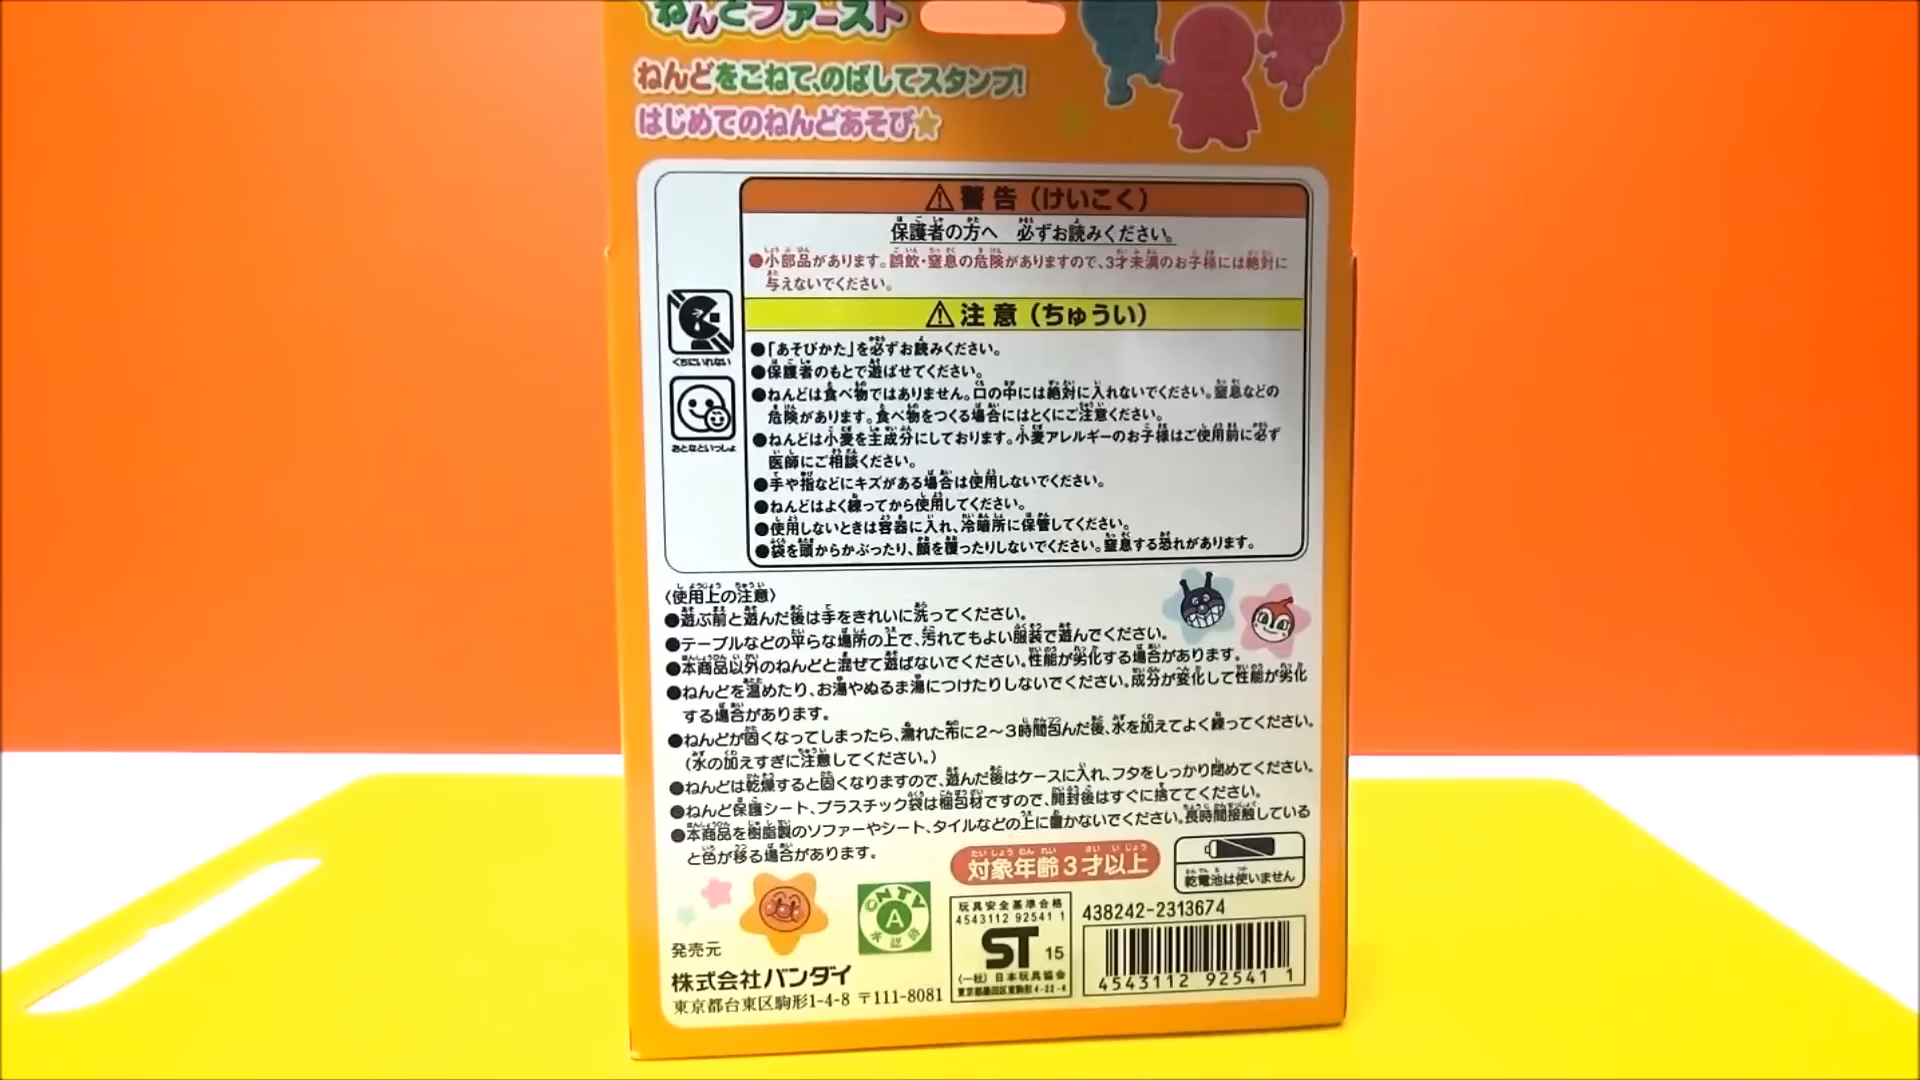 ねんどファースト
ねんどをこねて、のばしてスタンプ!
はじめてのねんどあそび★
⚠警告(けいこく)
保護者の方へ 必ずお読みください。
●小部品があります。誤飲・窒息の危険がありますので、3才未満のお子様には絶対に
与えないでください。
⚠注意(ちゅうい)
くちにいれない
おとなといっしょ
●「あそびかた」を必ずお読みください。
●保護者のもとで遊ばせてください。
●ねんどは食べ物ではありません。口の中には絶対に入れないでください。窒息などの
危険があります。食べ物をつくる場合にはとくにご注意ください。
●ねんどは小麦を主成分にしております。小麦アレルギーのお子様はご使用前に必ず
医師にご相談ください。
●手や指などにキズがある場合は使用しないでください。
●ねんどはよく練ってから使用してください。
●使用しないときは容器に入れ、冷暗所に保管してください。
●袋を頭からかぶったり、顔を覆ったりしないでください。窒息する恐れがあります。
〈使用上の注意〉
●遊ぶ前と遊んだ後は手をきれいに洗ってください。
●テーブルなどの平らな場所の上で、汚れてもよい服装で遊んでください。
●本商品以外のねんどと混ぜて遊ばないでください。性能が劣化する場合があります。
●ねんどを温めたり、お湯やぬるま湯につけたりしないでください。成分が変化して性能が劣化
する場合があります。
●ねんどが固くなってしまったら、濡れた布に2〜3時間包んだ後、水を加えてよく練ってください。
(水の加えすぎに注意してください。)
●ねんどは乾燥すると固くなりますので、遊んだ後はケースに入れ、フタをしっかり閉めてください。
●ねんど保護シート、プラスチック袋は梱包材ですので、開封後はすぐに捨ててください。
●本商品を樹脂製のソファーやシート、タイルなどの上に置かないでください。長時間接触している
と色が移る場合があります。
対象年齢3才以上
乾電池は使いません
©NTV
A
承認済
玩具安全基準合格
4543112 92541 1
ST 15
(一社)日本玩具協会
東京都墨田区東駒形4-22-4
438242-2313674
4543112 92541 1
発売元
株式会社バンダイ
東京都台東区駒形1-4-8 〒111-8081